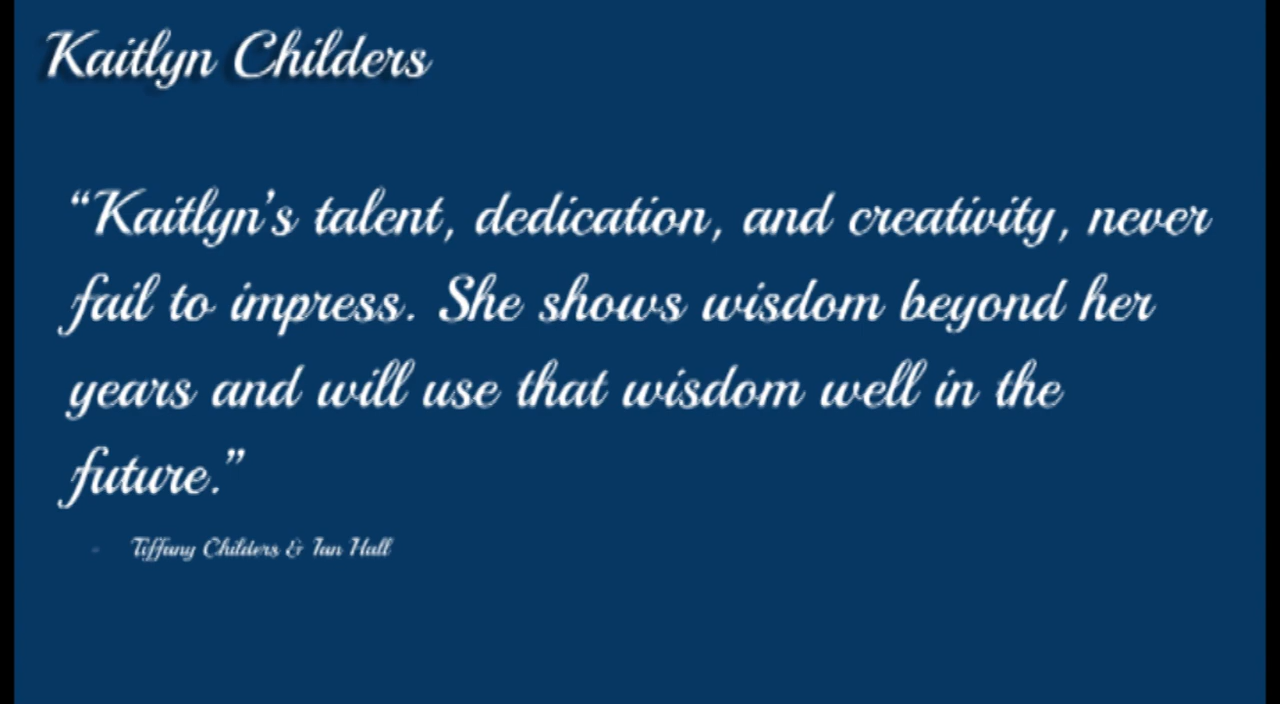 Kaitlyn Childers
“Kaitlyn’s talent, dedication, and creativity, never
fail to impress. She shows wisdom beyond her
years and will use that wisdom well in the
future.”
- Tiffany Childers & Ian Hall